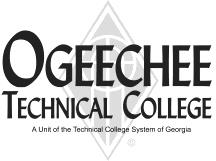 OGEECHEE
TECHNICAL COLLEGE
A Unit of the Technical College System of Georgia
®